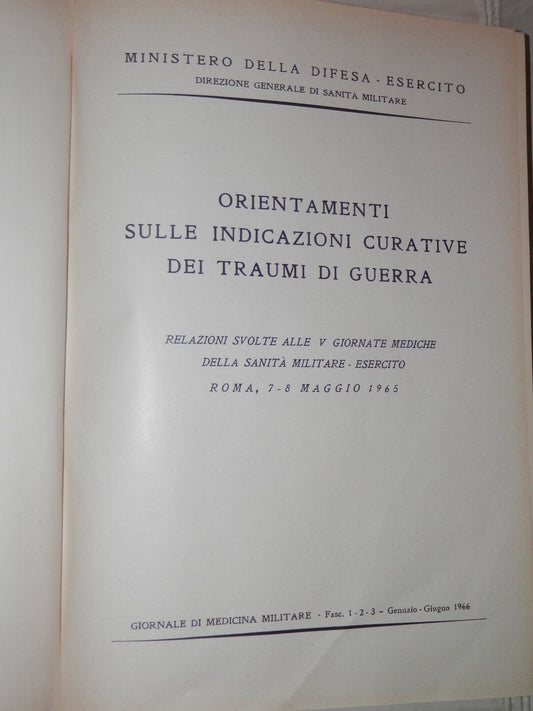 MINISTERO DELLA DIFESA - ESERCITO
DIREZIONE GENERALE DI SANITA MILITARE
ORIENTAMENTI
SULLE INDICAZIONI CURATIVE
DEI TRAUMI DI GUERRA
RELAZIONI SVOLTE ALLE V GIORNATE MEDICHE
DELLA SANITÀ MILITARE - ESERCITO
ROMA, 7-8 MAGGIO 1965
GIORNALE DI MEDICINA MILITARE - Fasc. 1 - 2 - 3 – Gennaio - Giugno 1966